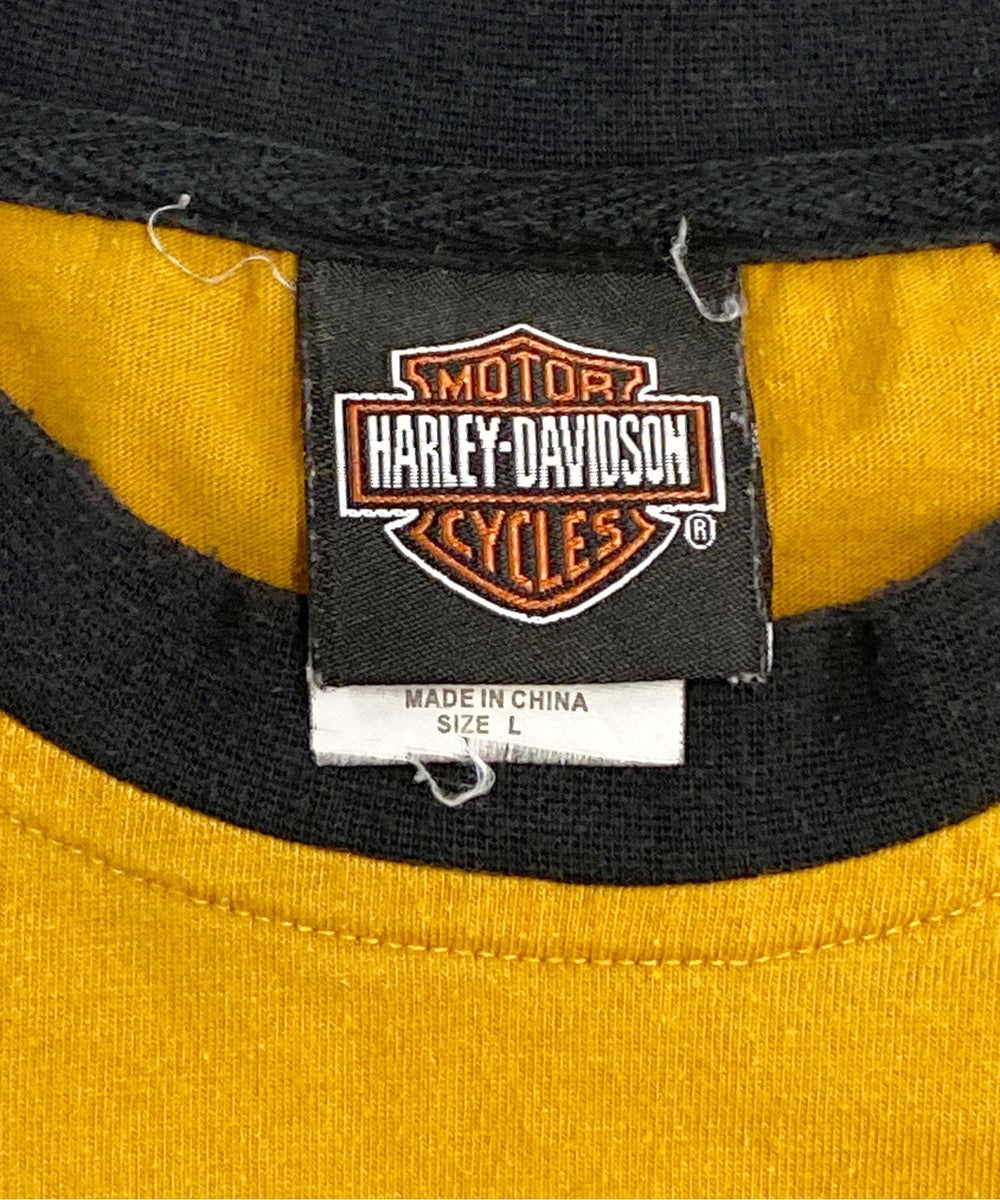 MOTOR
HARLEY-DAVIDSON
CYCLES
®
MADE IN CHINA
SIZE L